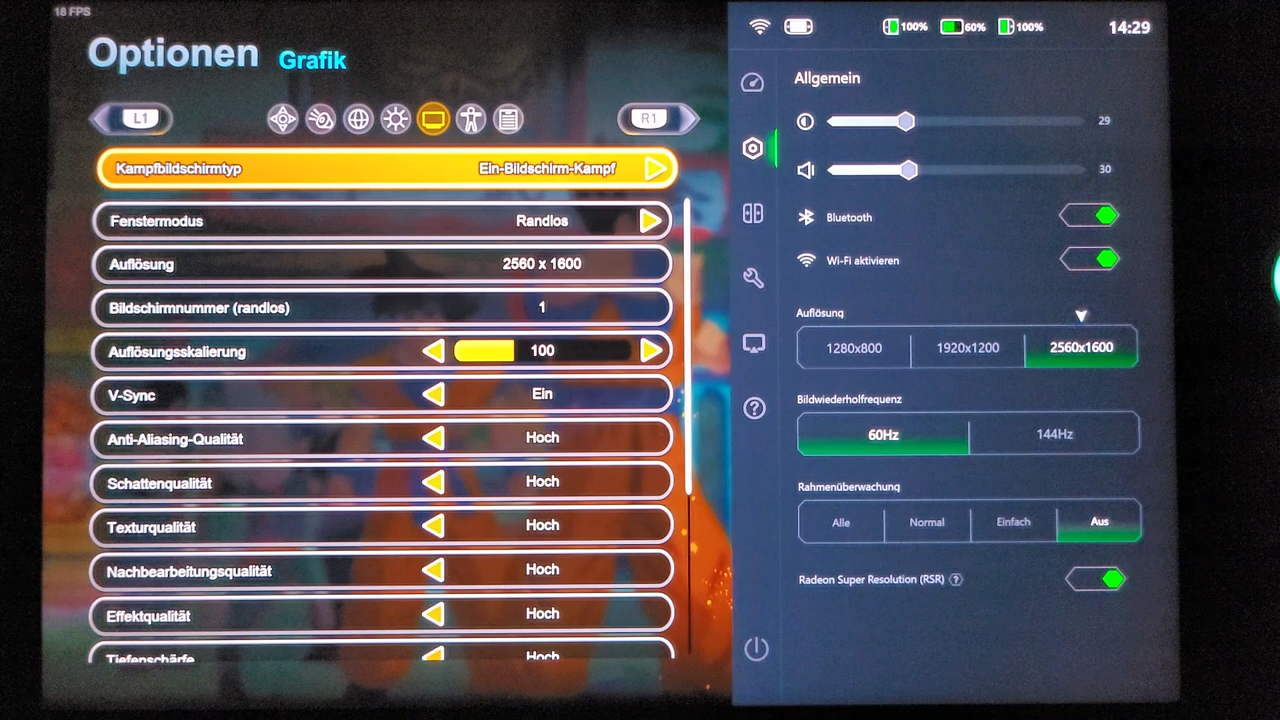 18 FPS
Optionen Grafik
L1
R1
Kampfbildschirmtyp Ein-Bildschirm-Kampf
Fenstermodus Randlos
Auflösung 2560 x 1600
Bildschirmnummer (randlos) 1
Auflösungsskalierung 100
V-Sync Ein
Anti-Aliasing-Qualität Hoch
Schattenqualität Hoch
Texturqualität Hoch
Nachbearbeitungsqualität Hoch
Effektqualität Hoch
Tiefenschärfe Hoch
100% 60% 100% 14:29
Allgemein
29
30
Bluetooth
Wi-Fi aktivieren
Auflösung
1280x800 1920x1200 2560x1600
Bildwiederholfrequenz
60Hz 144Hz
Rahmenüberwachung
Alle Normal Einfach Aus
Radeon Super Resolution (RSR) ?